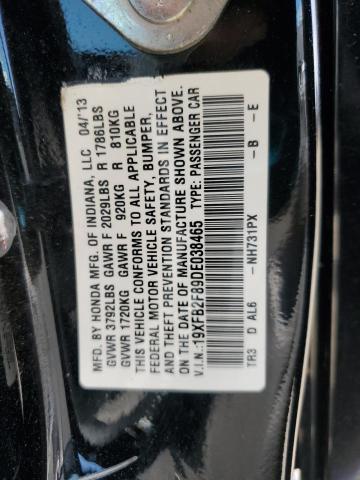 MFD. BY HONDA MFG. OF INDIANA, LLC 04/'13
GVWR 3792LBS GAWR F 2029LBS R 1786LBS
GVWR 1720KG GAWR F 920KG R 810KG
THIS VEHICLE CONFORMS TO ALL APPLICABLE
FEDERAL MOTOR VEHICLE SAFETY, BUMPER,
AND THEFT PREVENTION STANDARDS IN EFFECT
ON THE DATE OF MANUFACTURE SHOWN ABOVE.
V.I.N.:19XFB2F89DE038465 TYPE: PASSENGER CAR
TR3 D AL6 -NH731PX -B -E